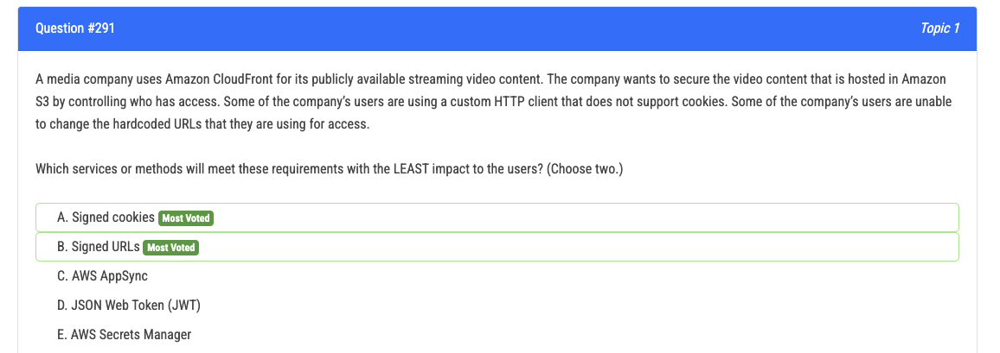 Question #291
Topic 1
A media company uses Amazon CloudFront for its publicly available streaming video content. The company wants to secure the video content that is hosted in Amazon
S3 by controlling who has access. Some of the company's users are using a custom HTTP client that does not support cookies. Some of the company's users are unable
to change the hardcoded URLs that they are using for access.
Which services or methods will meet these requirements with the LEAST impact to the users? (Choose two.)
A. Signed cookies Most Voted
B. Signed URLs Most Voted
C. AWS AppSync
D. JSON Web Token (JWT)
E. AWS Secrets Manager